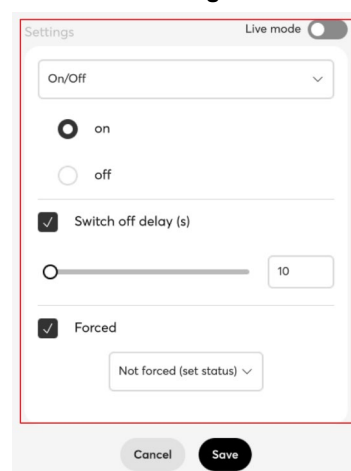 Settings
Live mode
On/Off
on
off
Switch off delay (s)
10
Forced
Not forced (set status)
Cancel
Save